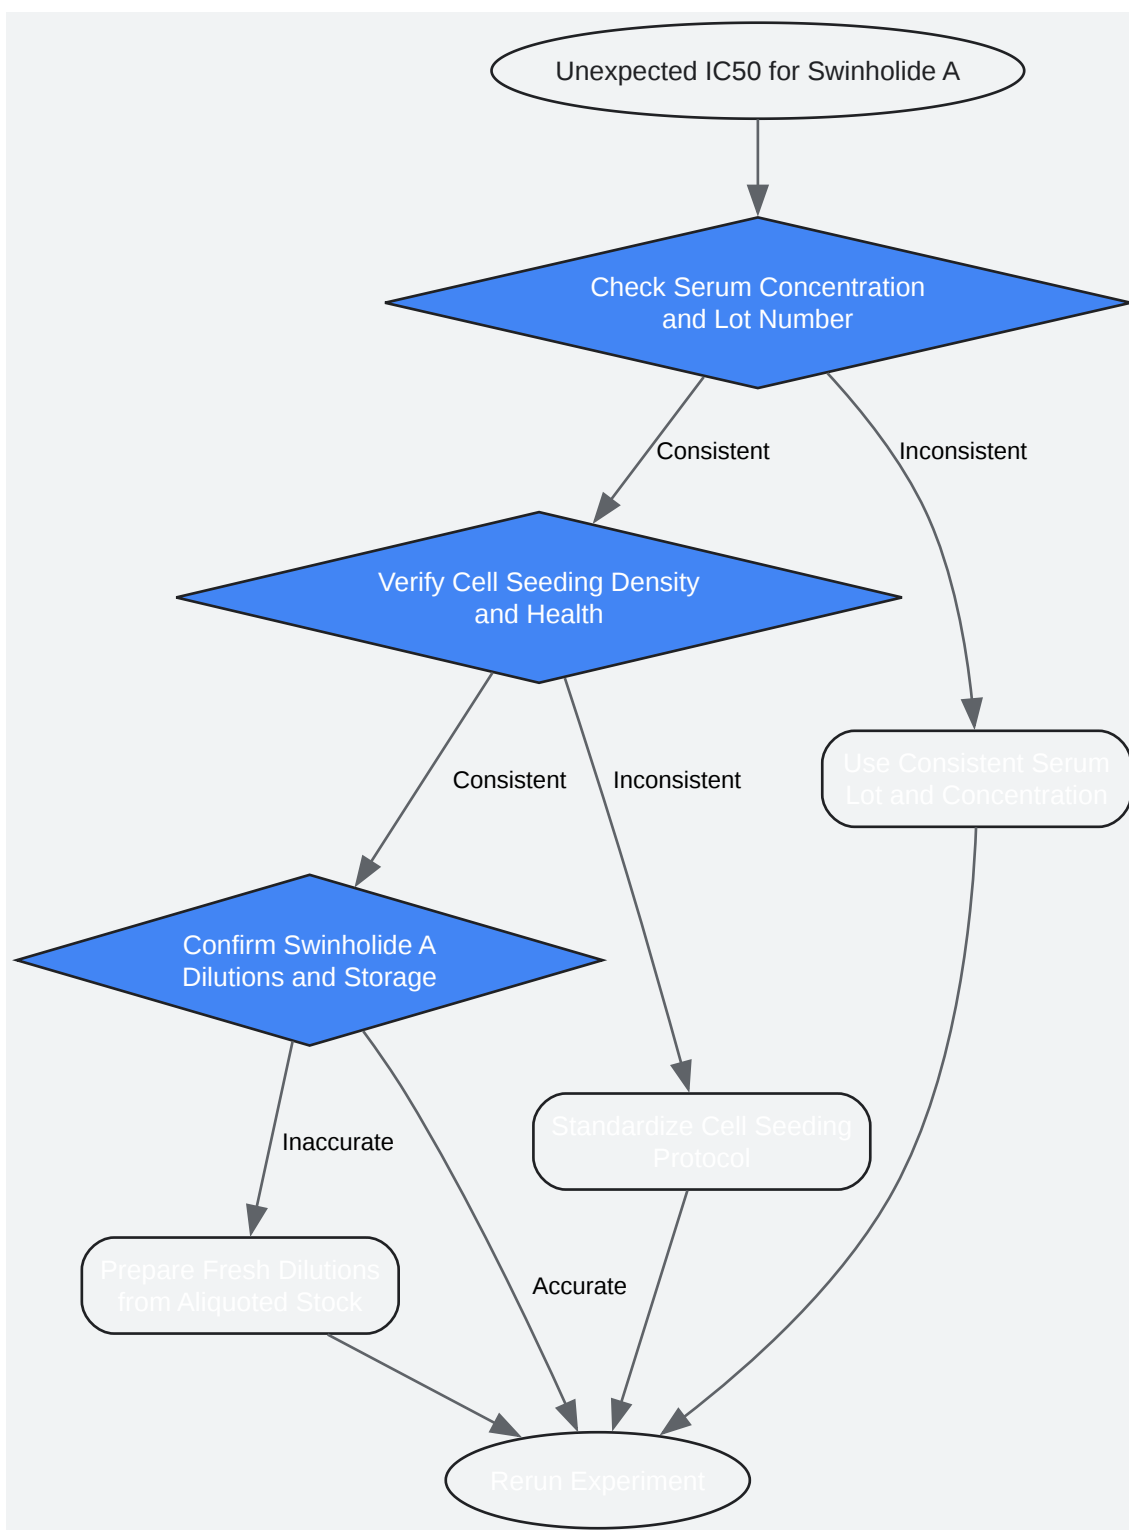 Unexpected IC50 for Swinholide A
Check Serum Concentration
and Lot Number
Consistent
Inconsistent
Verify Cell Seeding Density
and Health
Use Consistent Serum
Lot and Concentration
Consistent
Inconsistent
Confirm Swinholide A
Dilutions and Storage
Standardize Cell Seeding
Protocol
Inaccurate
Prepare Fresh Dilutions
from Aliquoted Stock
Accurate
Rerun Experiment